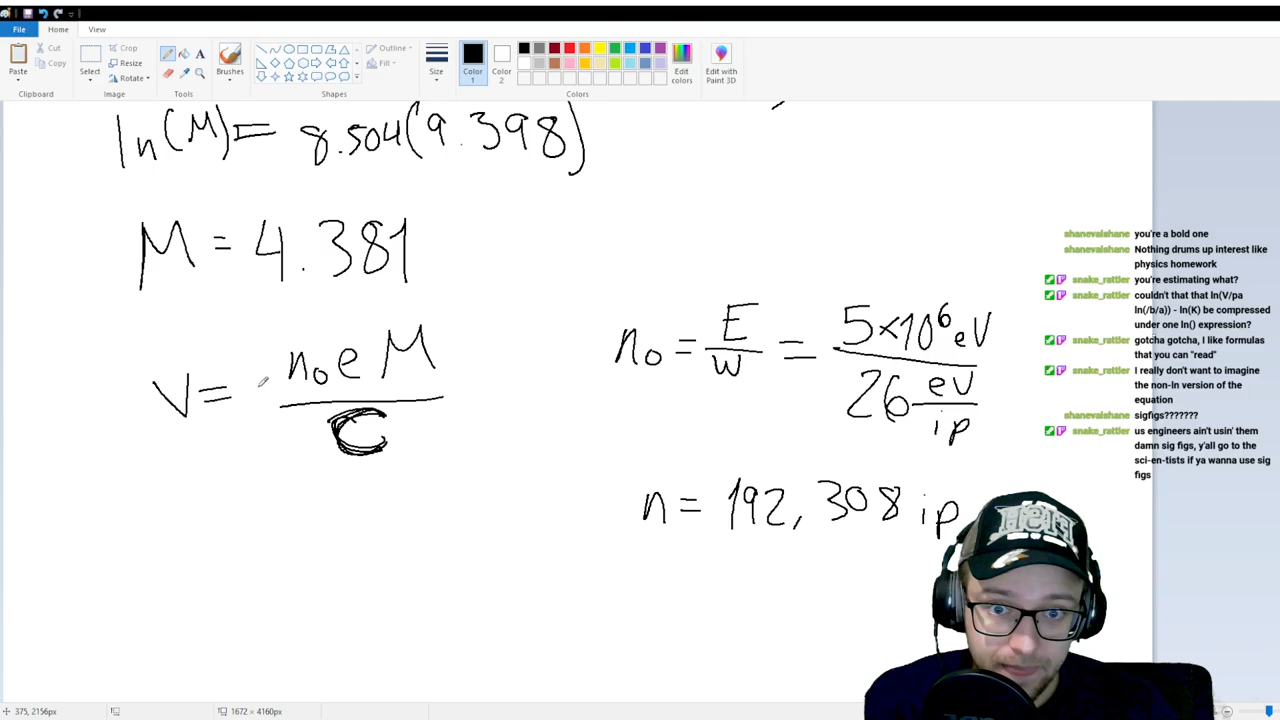 File Home View
Paste
Cut
Copy
Clipboard
Select
Crop
Resize
Rotate
Image
A
Tools
Brushes
Shapes
Outline
Fill
Size
Color 1
Color 2
Edit colors
Colors
Edit with Paint 3D
ln(M)= 8.504(9.398)
M = 4.381
V= n₀ e M / C
n₀ = E / W = 5×10⁶ eV / 26 eV/ip
n = 192,308 ip
shanevaishane you're a bold one
shanevaishane Nothing drums up interest like
physics homework
snake_rattler you're estimating what?
snake_rattler couldn't that that ln(V/pa
ln(/b/a)) - ln(K) be compressed
under one ln() expression?
snake_rattler gotcha gotcha, I like formulas
that you can "read"
snake_rattler I really don't want to imagine
the non-ln version of the
equation
shanevaishane sigfigs???????
snake_rattler us engineers ain't usin' them
damn sig figs, y'all go to the
sci-en-tists if ya wanna use sig
figs
375, 2156px
1672 × 4160px